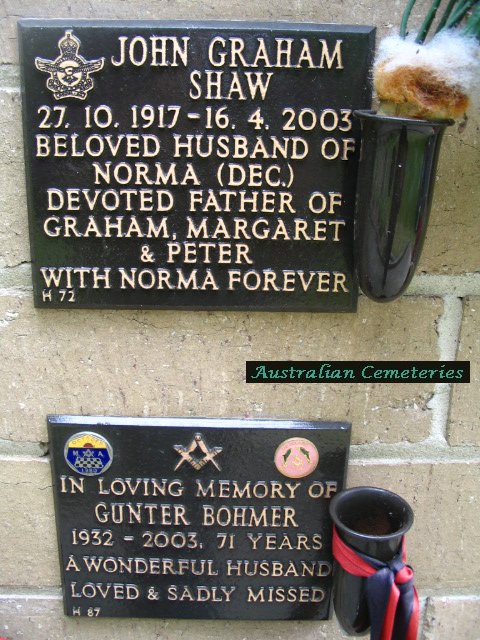 JOHN GRAHAM
SHAW
27. 10. 1917 - 16. 4. 2003
BELOVED HUSBAND OF
NORMA (DEC.)
DEVOTED FATHER OF
GRAHAM, MARGARET
& PETER
WITH NORMA FOREVER
H 72
Australian Cemeteries
M A
IN LOVING MEMORY OF
GUNTER BOHMER
1932 - 2003, 71 YEARS
A WONDERFUL HUSBAND
LOVED & SADLY MISSED
H 87